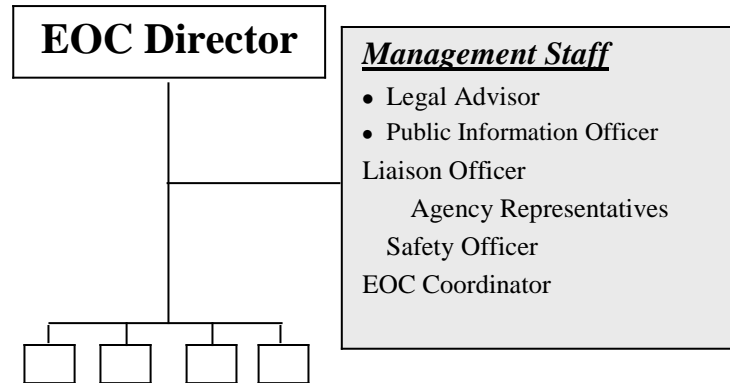 EOC Director
Management Staff
• Legal Advisor
• Public Information Officer
Liaison Officer
Agency Representatives
Safety Officer
EOC Coordinator